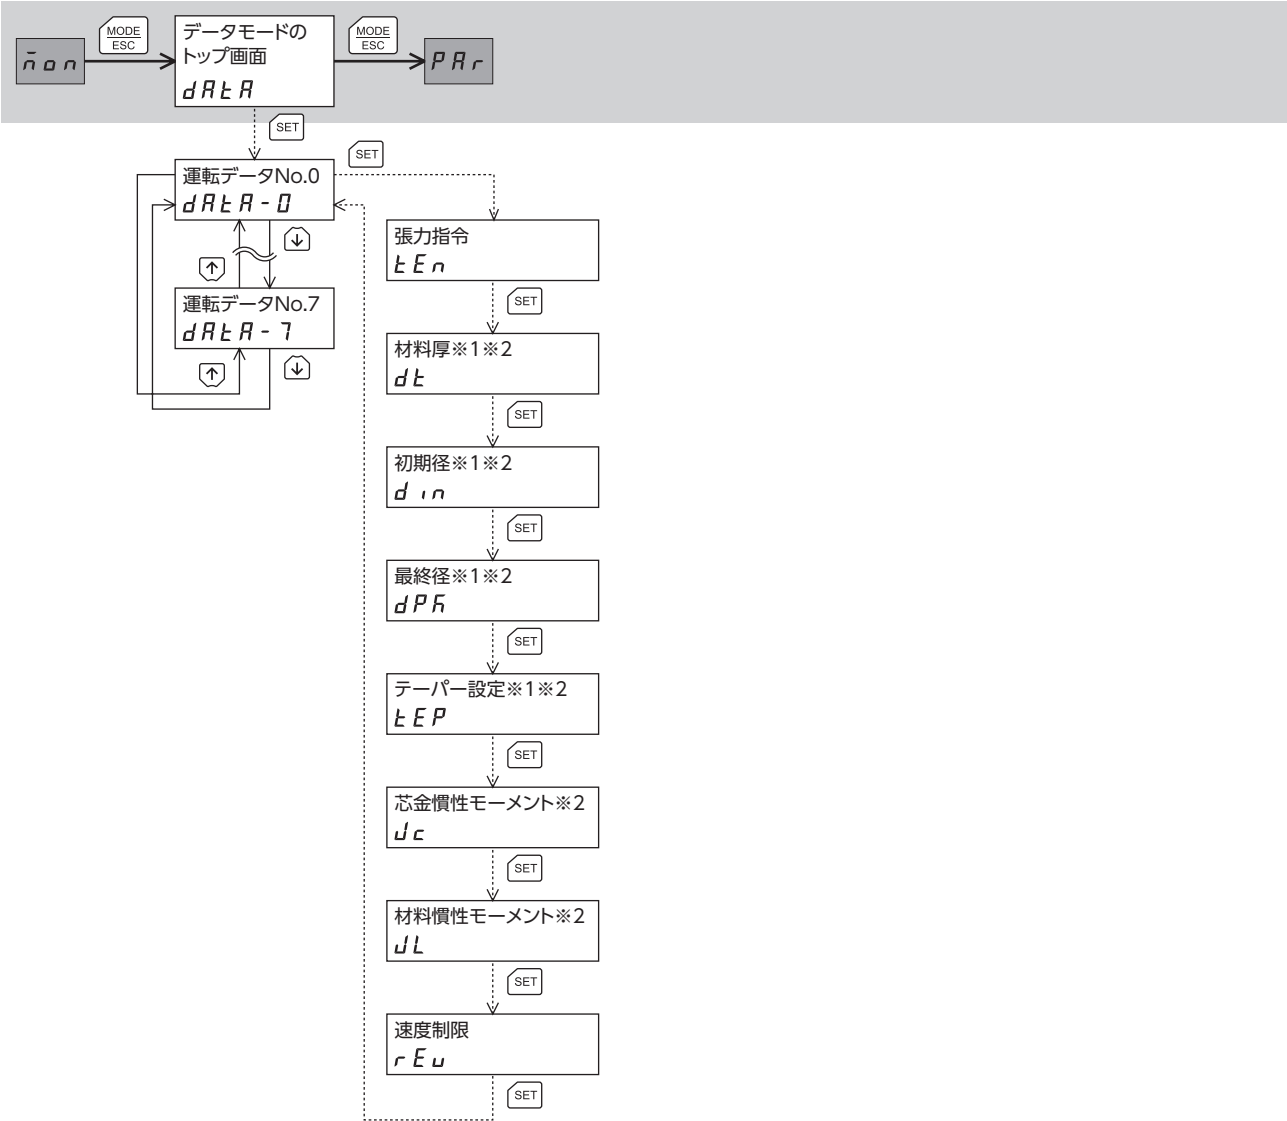 MODE
ESC
データモードの
トップ画面
dAtA
MODE
ESC
mon
PAr
SET
運転データNo.0
dAtA-0
SET
↓
↑
運転データNo.7
dAtA-7
↑
↓
張力指令
tEn
SET
材料厚※1※2
dt
SET
初期径※1※2
din
SET
最終径※1※2
dPh
SET
テーパー設定※1※2
tEP
SET
芯金慣性モーメント※2
Jc
SET
材料慣性モーメント※2
JL
SET
速度制限
rEv
SET